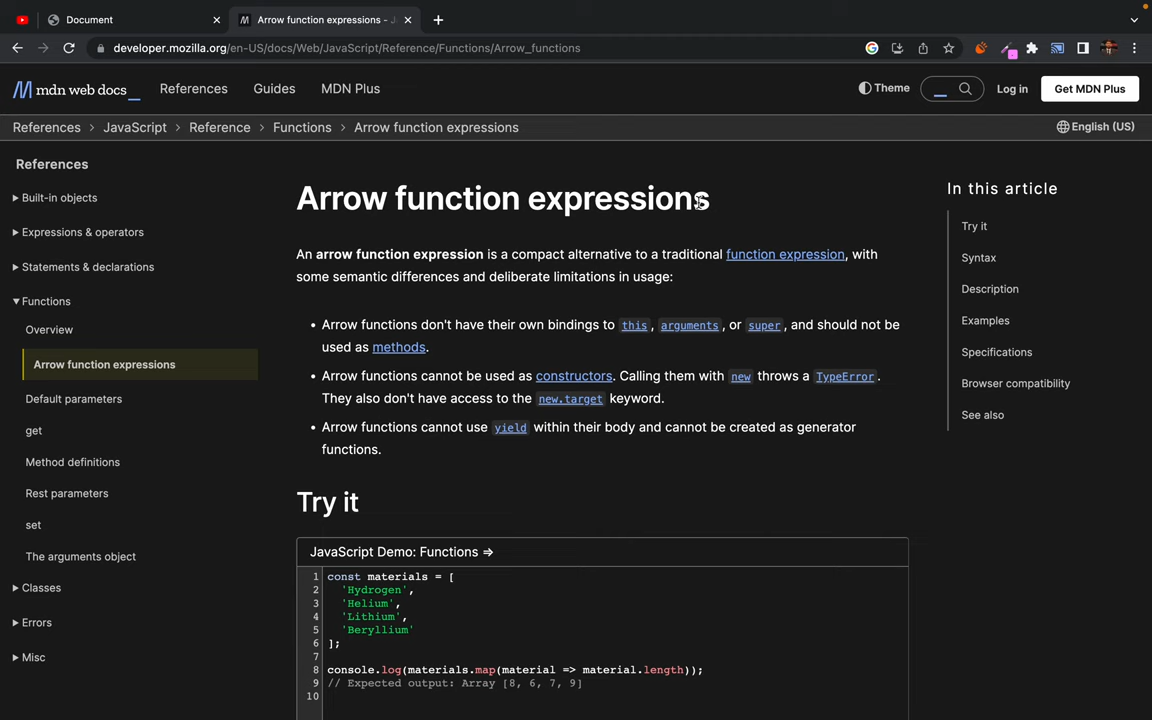 Document
Arrow function expressions - J
developer.mozilla.org/en-US/docs/Web/JavaScript/Reference/Functions/Arrow_functions
mdn web docs_
References
Guides
MDN Plus
Theme
Log in
Get MDN Plus
References
JavaScript
Reference
Functions
Arrow function expressions
English (US)
References
Built-in objects
Expressions & operators
Statements & declarations
Functions
Overview
Arrow function expressions
Default parameters
get
Method definitions
Rest parameters
set
The arguments object
Classes
Errors
Misc
Arrow function expressions
An arrow function expression is a compact alternative to a traditional function expression, with
some semantic differences and deliberate limitations in usage:
• Arrow functions don't have their own bindings to this, arguments, or super, and should not be
used as methods.
• Arrow functions cannot be used as constructors. Calling them with new throws a TypeError.
They also don't have access to the new.target keyword.
• Arrow functions cannot use yield within their body and cannot be created as generator
functions.
Try it
JavaScript Demo: Functions =>
1 const materials = [
2 'Hydrogen',
3 'Helium',
4 'Lithium',
5 'Beryllium'
6 ];
7
8 console.log(materials.map(material => material.length));
9 // Expected output: Array [8, 6, 7, 9]
10
In this article
Try it
Syntax
Description
Examples
Specifications
Browser compatibility
See also